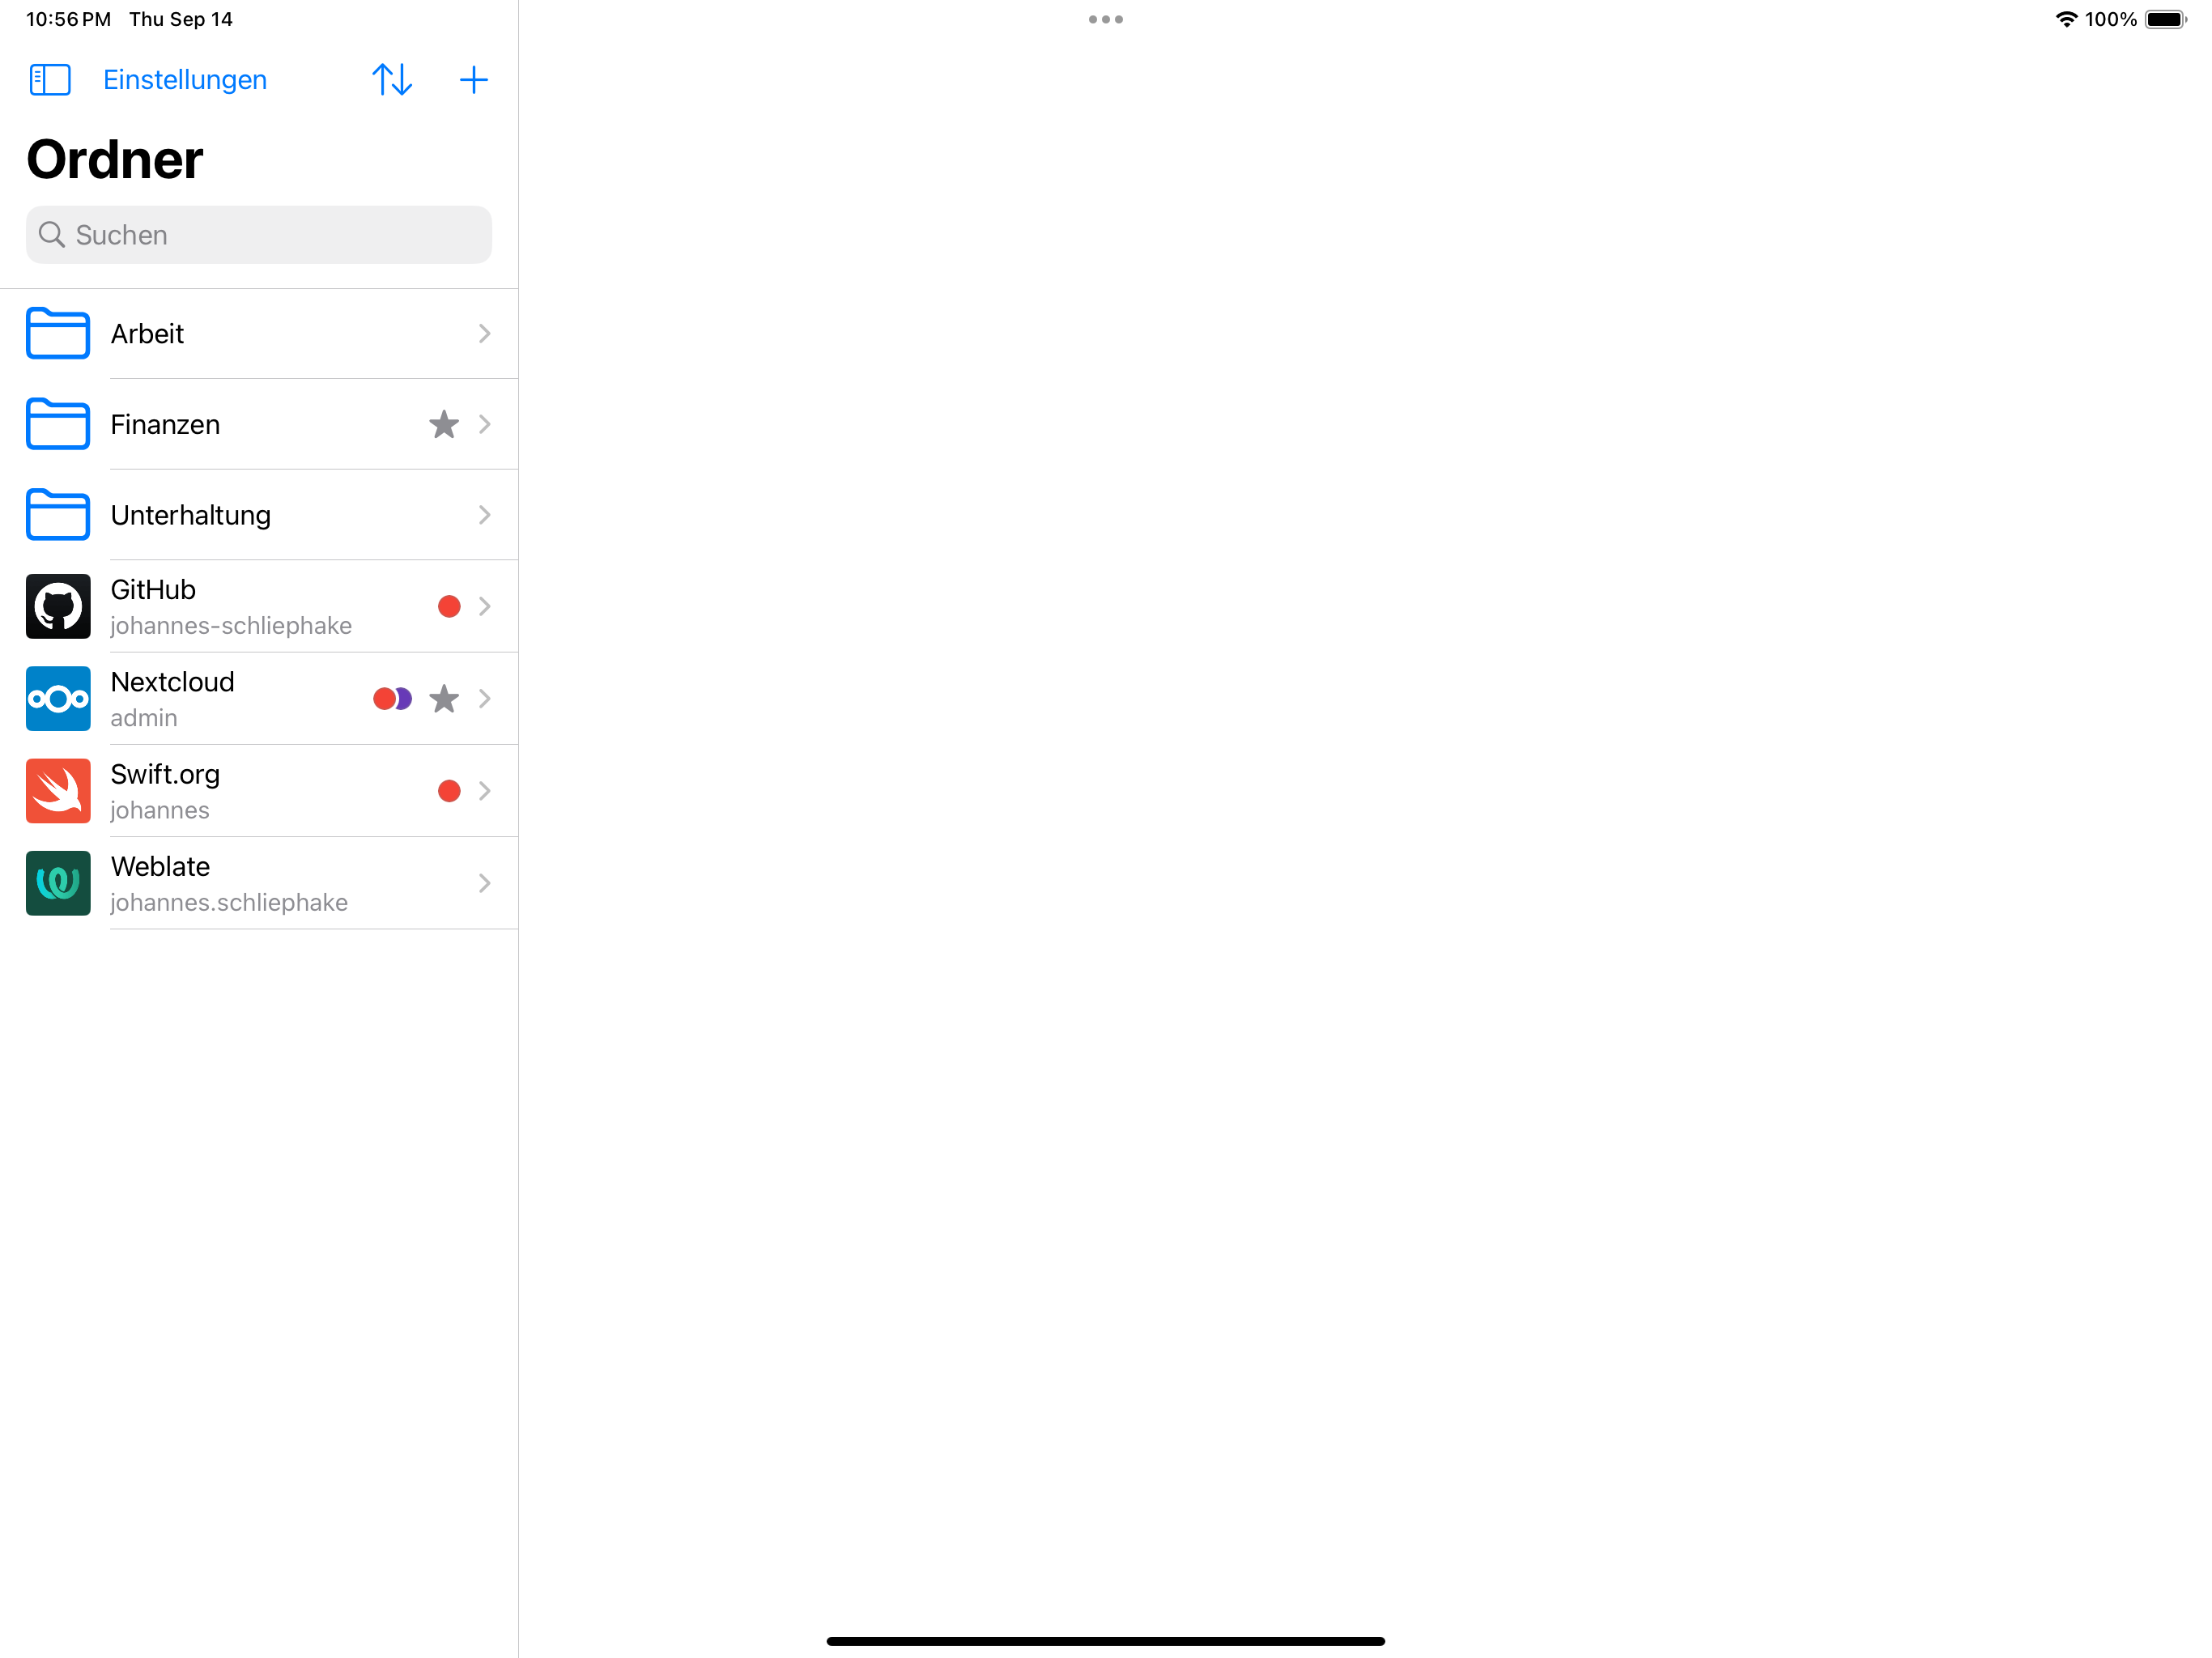 10:56 PM Thu Sep 14
100%
Einstellungen
Ordner
Suchen
Arbeit
Finanzen
Unterhaltung
GitHub
johannes-schliephake
Nextcloud
admin
Swift.org
johannes
Weblate
johannes.schliephake